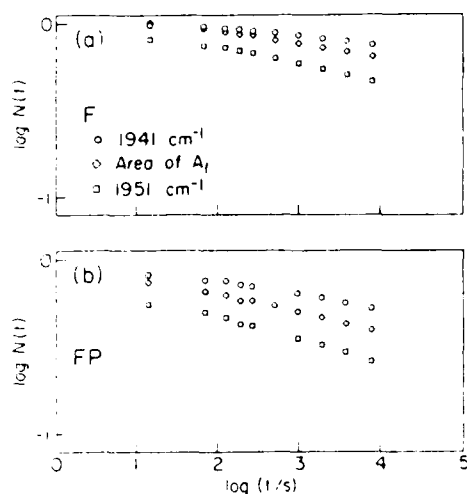 0
(a)
log N(t)
F
○ 1941 cm⁻¹
◇ Area of A₁
□ 1951 cm⁻¹
-1
0
(b)
log N(t)
FP
-1
0 1 2 3 4 5
log (t/s)